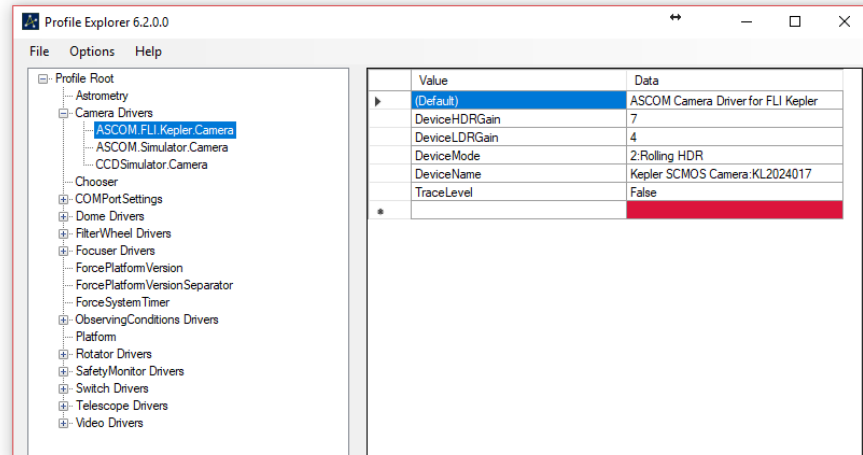 Profile Explorer 6.2.0.0
File Options Help
Profile Root
Astrometry
Camera Drivers
ASCOM.FLI.Kepler.Camera
ASCOM.Simulator.Camera
CCDSimulator.Camera
Chooser
COMPortSettings
Dome Drivers
FilterWheel Drivers
Focuser Drivers
ForcePlatformVersion
ForcePlatformVersionSeparator
ForceSystemTimer
ObservingConditions Drivers
Platform
Rotator Drivers
SafetyMonitor Drivers
Switch Drivers
Telescope Drivers
Video Drivers
Value Data
(Default) ASCOM Camera Driver for FLI Kepler
DeviceHDRGain 7
DeviceLDRGain 4
DeviceMode 2:Rolling HDR
DeviceName Kepler SCMOS Camera:KL2024017
TraceLevel False